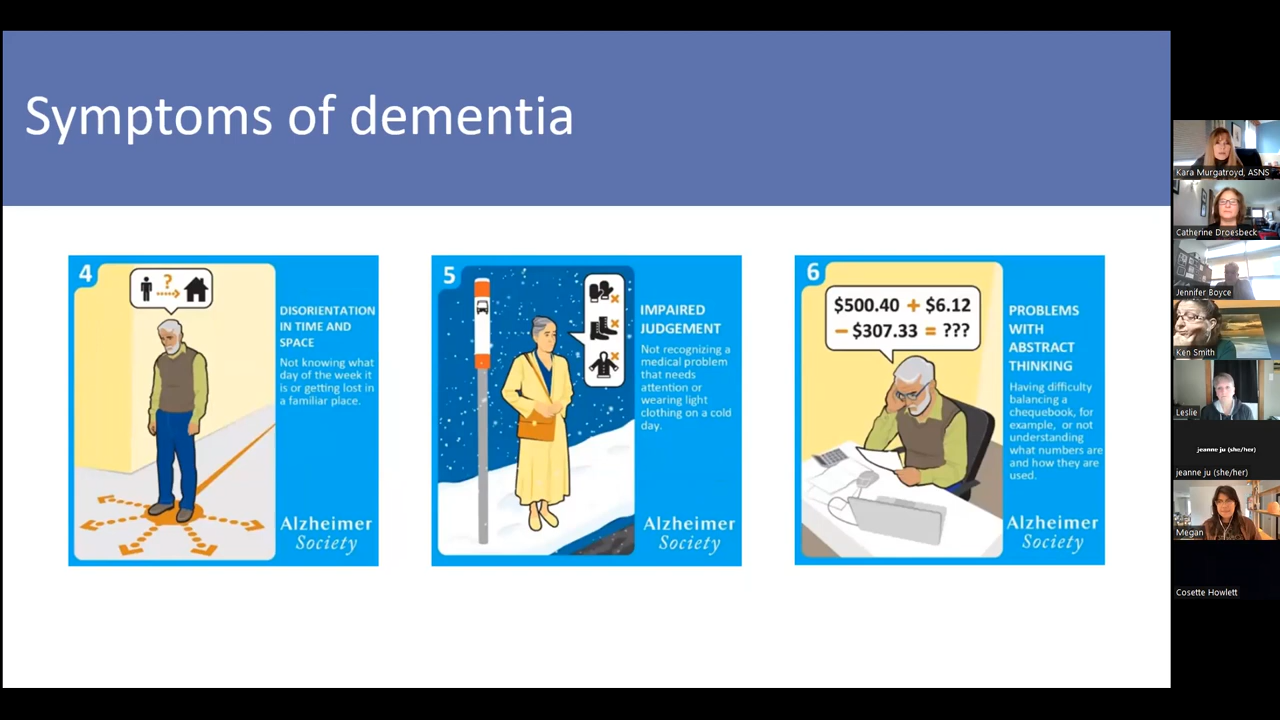 Symptoms of dementia
4
?
DISORIENTATION
IN TIME AND
SPACE
Not knowing what
day of the week it
is or getting lost in
a familiar place.
Alzheimer
Society
5
IMPAIRED
JUDGEMENT
Not recognizing a
medical problem
that needs
attention or
wearing light
clothing on a cold
day.
Alzheimer
Society
6
$500.40 + $6.12
− $307.33 = ???
PROBLEMS
WITH
ABSTRACT
THINKING
Having difficulty
balancing a
chequebook, for
example, or not
understanding
what numbers are
and how they are
used.
Alzheimer
Society
Kara Murgatroyd, ASNS
Catherine Droesbeck
Jennifer Boyce
Ken Smith
Leslie
jeanne ju (she/her)
jeanne ju (she/her)
Megan
Cosette Howlett